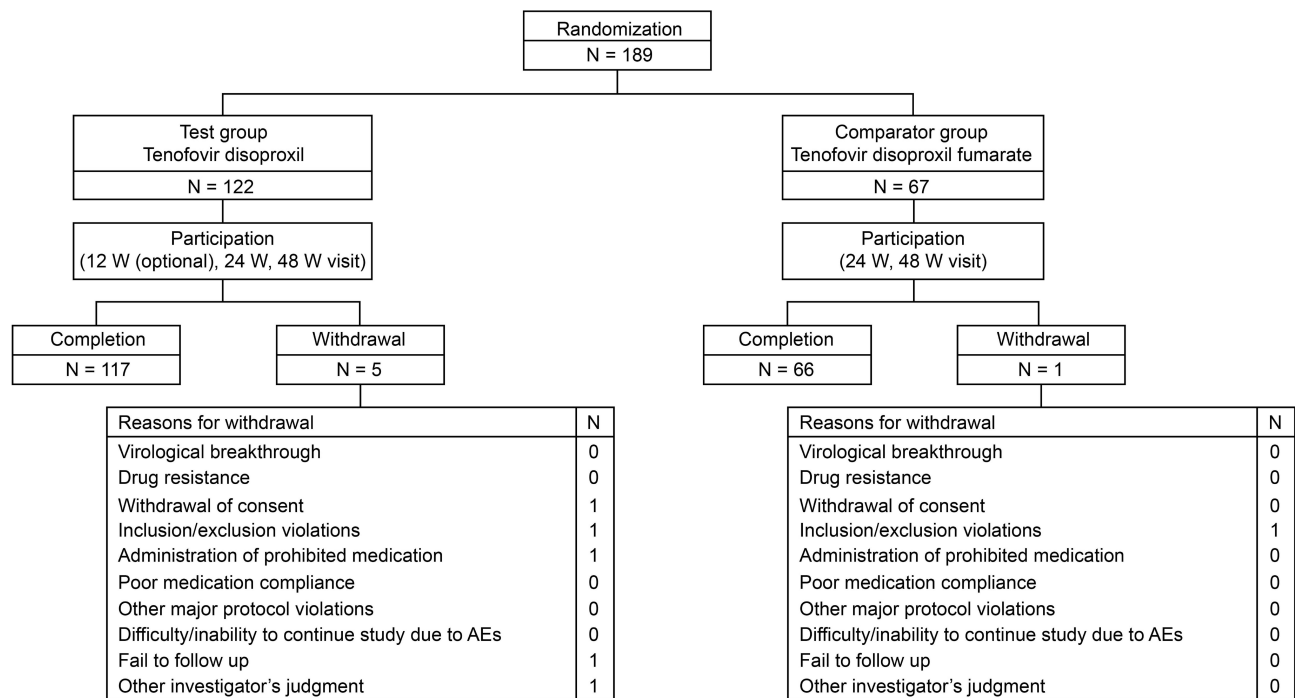 Randomization
N = 189
Test group
Tenofovir disoproxil
N = 122
Participation
(12 W (optional), 24 W, 48 W visit)
Completion
N = 117
Withdrawal
N = 5
Reasons for withdrawal N
Virological breakthrough 0
Drug resistance 0
Withdrawal of consent 1
Inclusion/exclusion violations 1
Administration of prohibited medication 1
Poor medication compliance 0
Other major protocol violations 0
Difficulty/inability to continue study due to AEs 0
Fail to follow up 1
Other investigator's judgment 1
Comparator group
Tenofovir disoproxil fumarate
N = 67
Participation
(24 W, 48 W visit)
Completion
N = 66
Withdrawal
N = 1
Reasons for withdrawal N
Virological breakthrough 0
Drug resistance 0
Withdrawal of consent 0
Inclusion/exclusion violations 1
Administration of prohibited medication 0
Poor medication compliance 0
Other major protocol violations 0
Difficulty/inability to continue study due to AEs 0
Fail to follow up 0
Other investigator's judgment 0